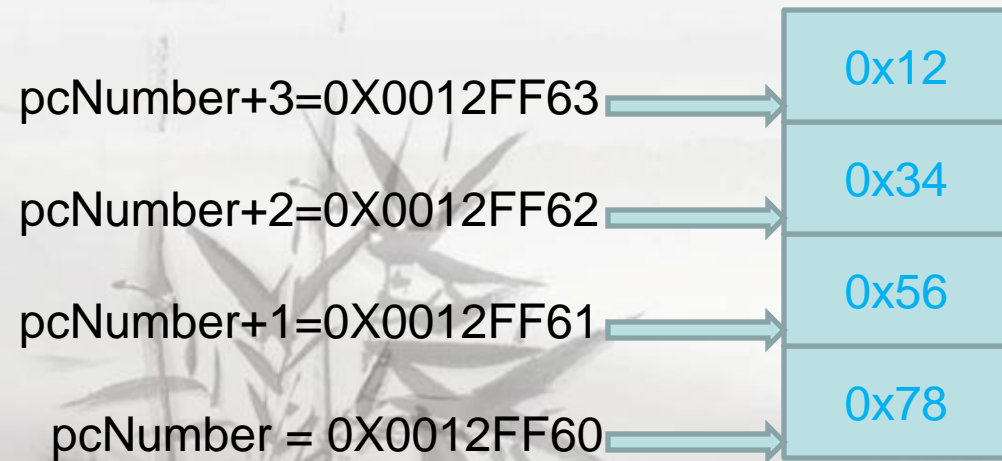 0x12
pcNumber+3=0X0012FF63
0x34
pcNumber+2=0X0012FF62
0x56
pcNumber+1=0X0012FF61
0x78
pcNumber = 0X0012FF60